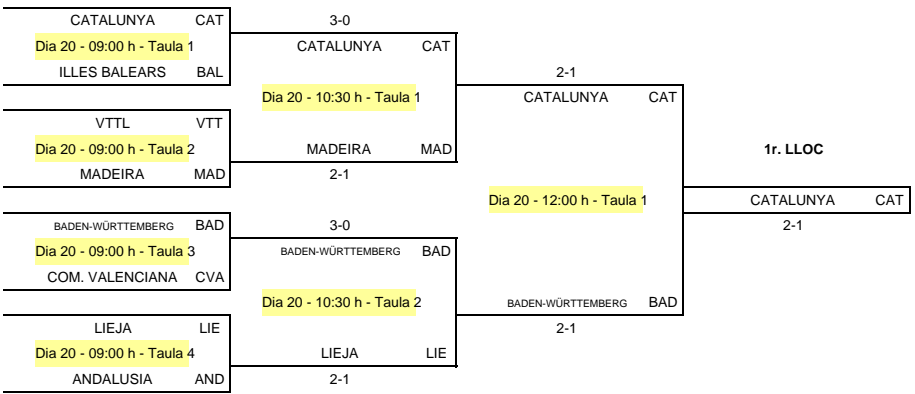 CATALUNYA CAT 3-0
Dia 20 - 09:00 h - Taula 1 CATALUNYA CAT
ILLES BALEARS BAL 2-1
Dia 20 - 10:30 h - Taula 1 CATALUNYA CAT
VTTL VTT
Dia 20 - 09:00 h - Taula 2 MADEIRA MAD 1r. LLOC
MADEIRA MAD 2-1
Dia 20 - 12:00 h - Taula 1 CATALUNYA CAT
BADEN-WÜRTTEMBERG BAD 3-0 2-1
Dia 20 - 09:00 h - Taula 3 BADEN-WÜRTTEMBERG BAD
COM. VALENCIANA CVA
Dia 20 - 10:30 h - Taula 2 BADEN-WÜRTTEMBERG BAD
LIEJA LIE 2-1
Dia 20 - 09:00 h - Taula 4 LIEJA LIE
ANDALUSIA AND 2-1